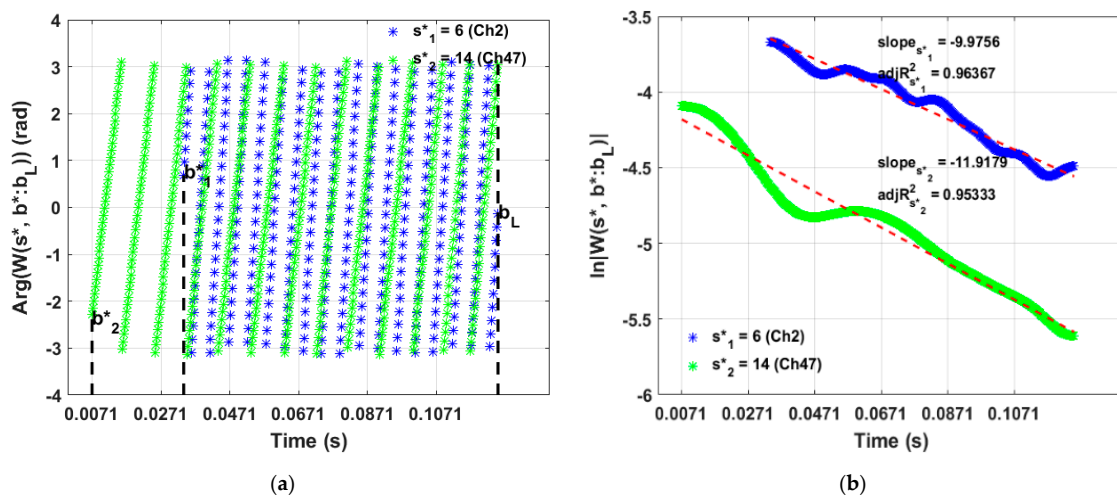 (a)
4
3
2
1
0
-1
-2
-3
-4
Arg(W(s*, b*:b_L)) (rad)
s*_1 = 6 (Ch2)
s*_2 = 14 (Ch47)
b*_1
b*_2
b_L
0.0071 0.0271 0.0471 0.0671 0.0871 0.1071
Time (s)
(a)
(b)
-3.5
-4
-4.5
-5
-5.5
-6
ln|W(s*, b*:b_L)|
slope_{s*_1} = -9.9756
adjR^2_{s*_1} = 0.96367
slope_{s*_2} = -11.9179
adjR^2_{s*_2} = 0.95333
s*_1 = 6 (Ch2)
s*_2 = 14 (Ch47)
0.0071 0.0271 0.0471 0.0671 0.0871 0.1071
Time (s)
(b)